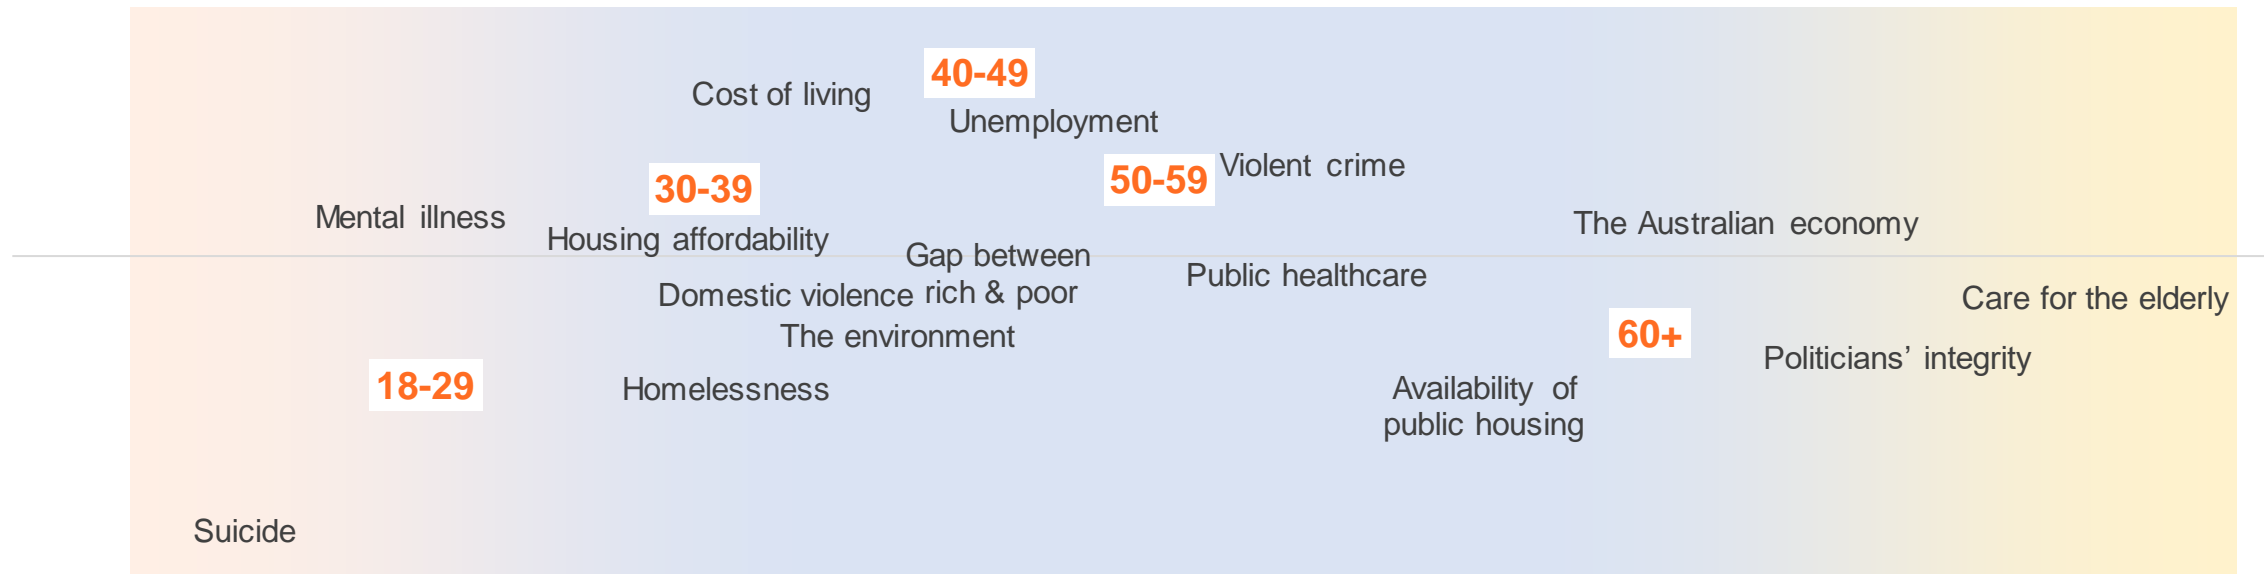 40-49
Cost of living
Unemployment
Violent crime
50-59
30-39
Mental illness
The Australian economy
Housing affordability
Gap between
rich & poor
Public healthcare
Domestic violence
Care for the elderly
The environment
60+
Politicians’ integrity
18-29
Homelessness
Availability of
public housing
Suicide